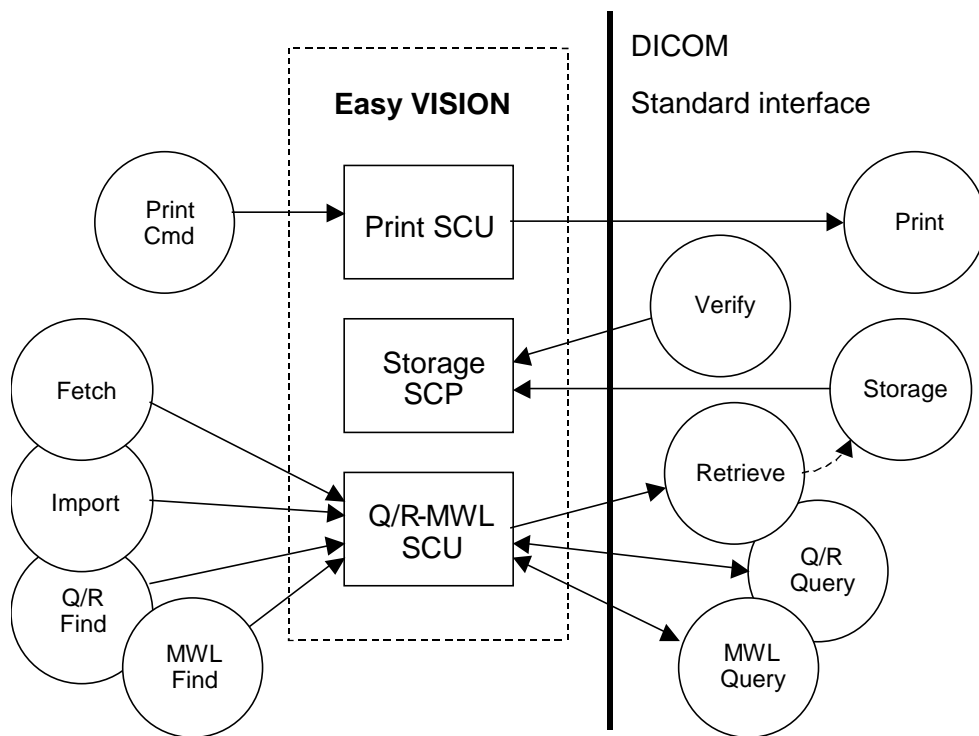 DICOM
Standard interface
Easy VISION
Print
Cmd
Print SCU
Print
Verify
Storage
SCP
Storage
Fetch
Import
Q/R
Find
MWL
Find
Q/R-MWL
SCU
Retrieve
Q/R
Query
MWL
Query